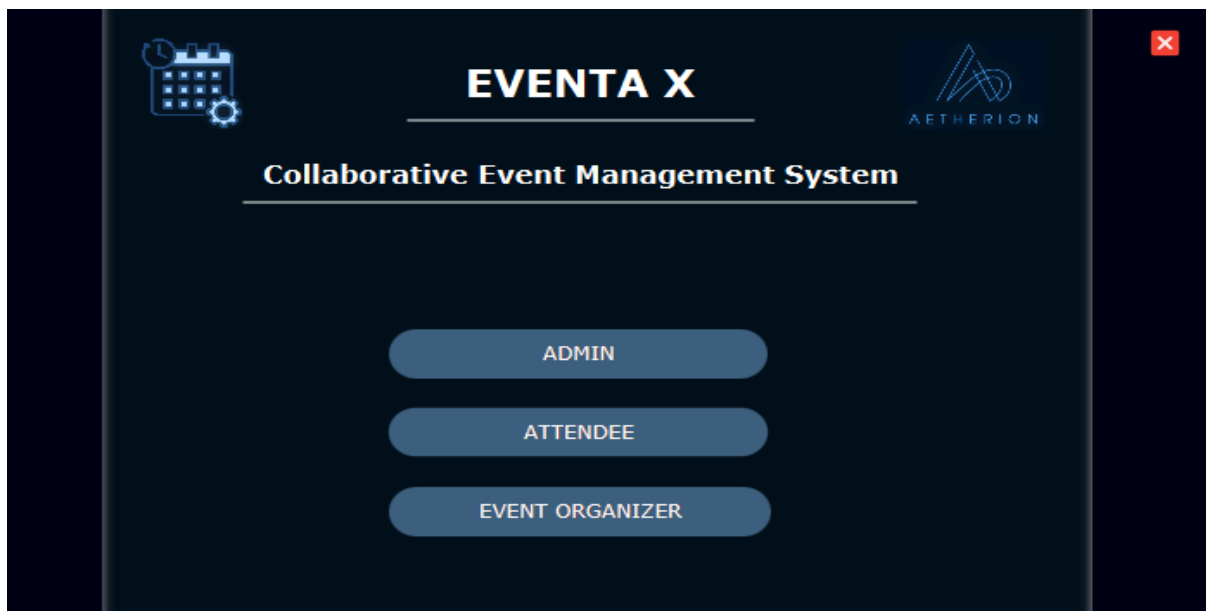 EVENTA X
AETHERION
Collaborative Event Management System
ADMIN
ATTENDEE
EVENT ORGANIZER